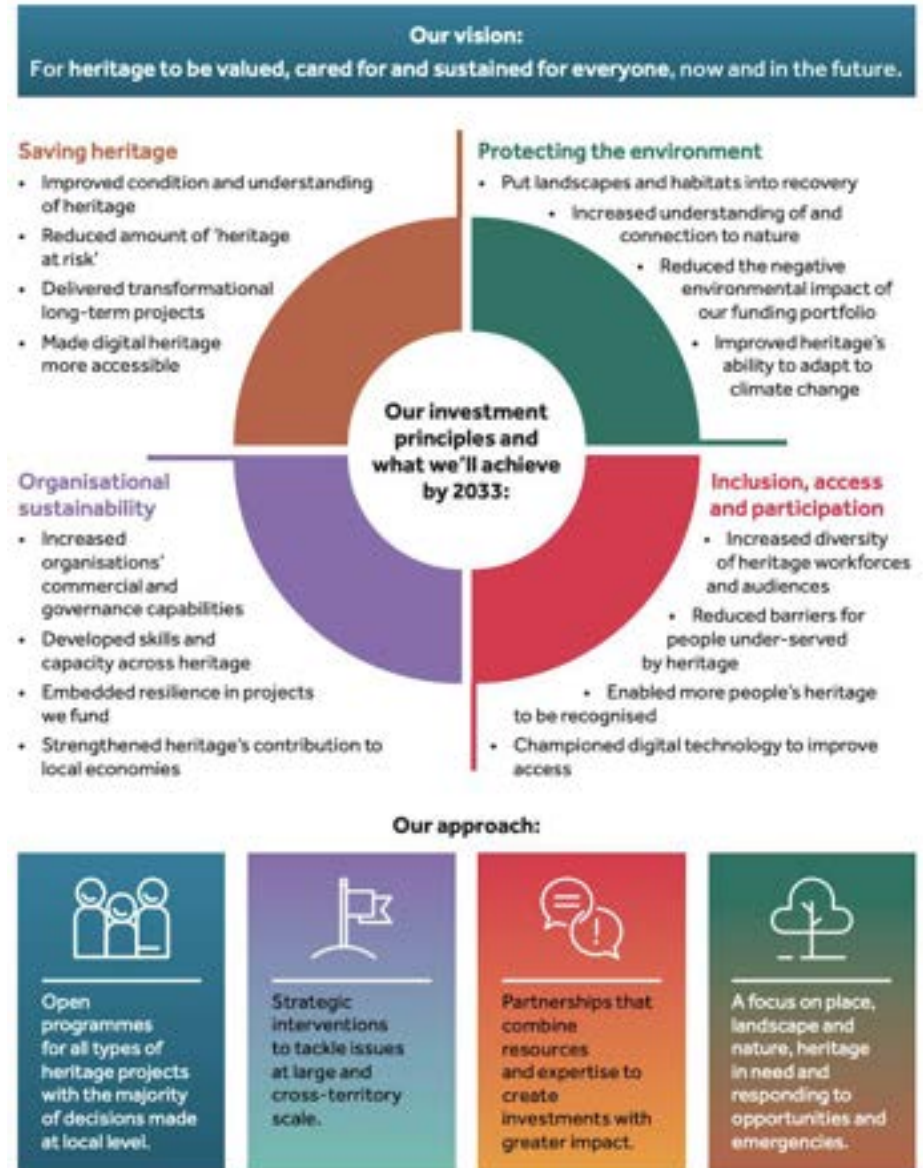 Our vision:
For heritage to be valued, cared for and sustained for everyone, now and in the future.
Saving heritage
• Improved condition and understanding
of heritage
• Reduced amount of 'heritage
at risk'
• Delivered transformational
long-term projects
• Made digital heritage
more accessible
Protecting the environment
• Put landscapes and habitats into recovery
• Increased understanding of and
connection to nature
• Reduced the negative
environmental impact of
our funding portfolio
• Improved heritage's
ability to adapt to
climate change
Our investment
principles and
what we'll achieve
by 2033:
Organisational
sustainability
• Increased
organisations'
commercial and
governance capabilities
• Developed skills and
capacity across heritage
• Embedded resilience in projects
we fund
• Strengthened heritage's contribution to
local economies
Inclusion, access
and participation
• Increased diversity
of heritage workforces
and audiences
• Reduced barriers for
people under-served
by heritage
• Enabled more people's heritage
to be recognised
• Championed digital technology to improve
access
Our approach:
Open
programmes
for all types of
heritage projects
with the majority
of decisions made
at local level.
Strategic
interventions
to tackle issues
at large and
cross-territory
scale.
Partnerships that
combine
resources
and expertise to
create
investments with
greater impact.
A focus on place,
landscape and
nature, heritage
in need and
responding to
opportunities and
emergencies.